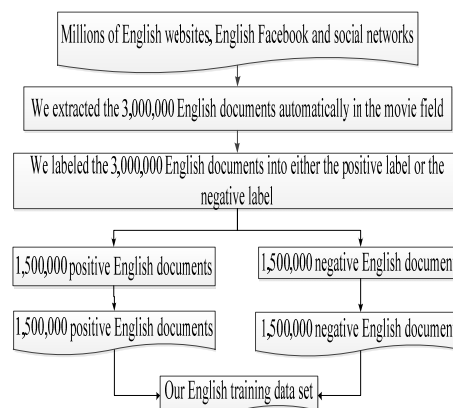 Millions of English websites, English Facebook and social networks
We extracted the 3,000,000 English documents automatically in the movie field
We labeled the 3,000,000 English documents into either the positive label or the
negative label
1,500,000 positive English documents
1,500,000 negative English documen
1,500,000 positive English documents
1,500,000 negative English documen
Our English training data set